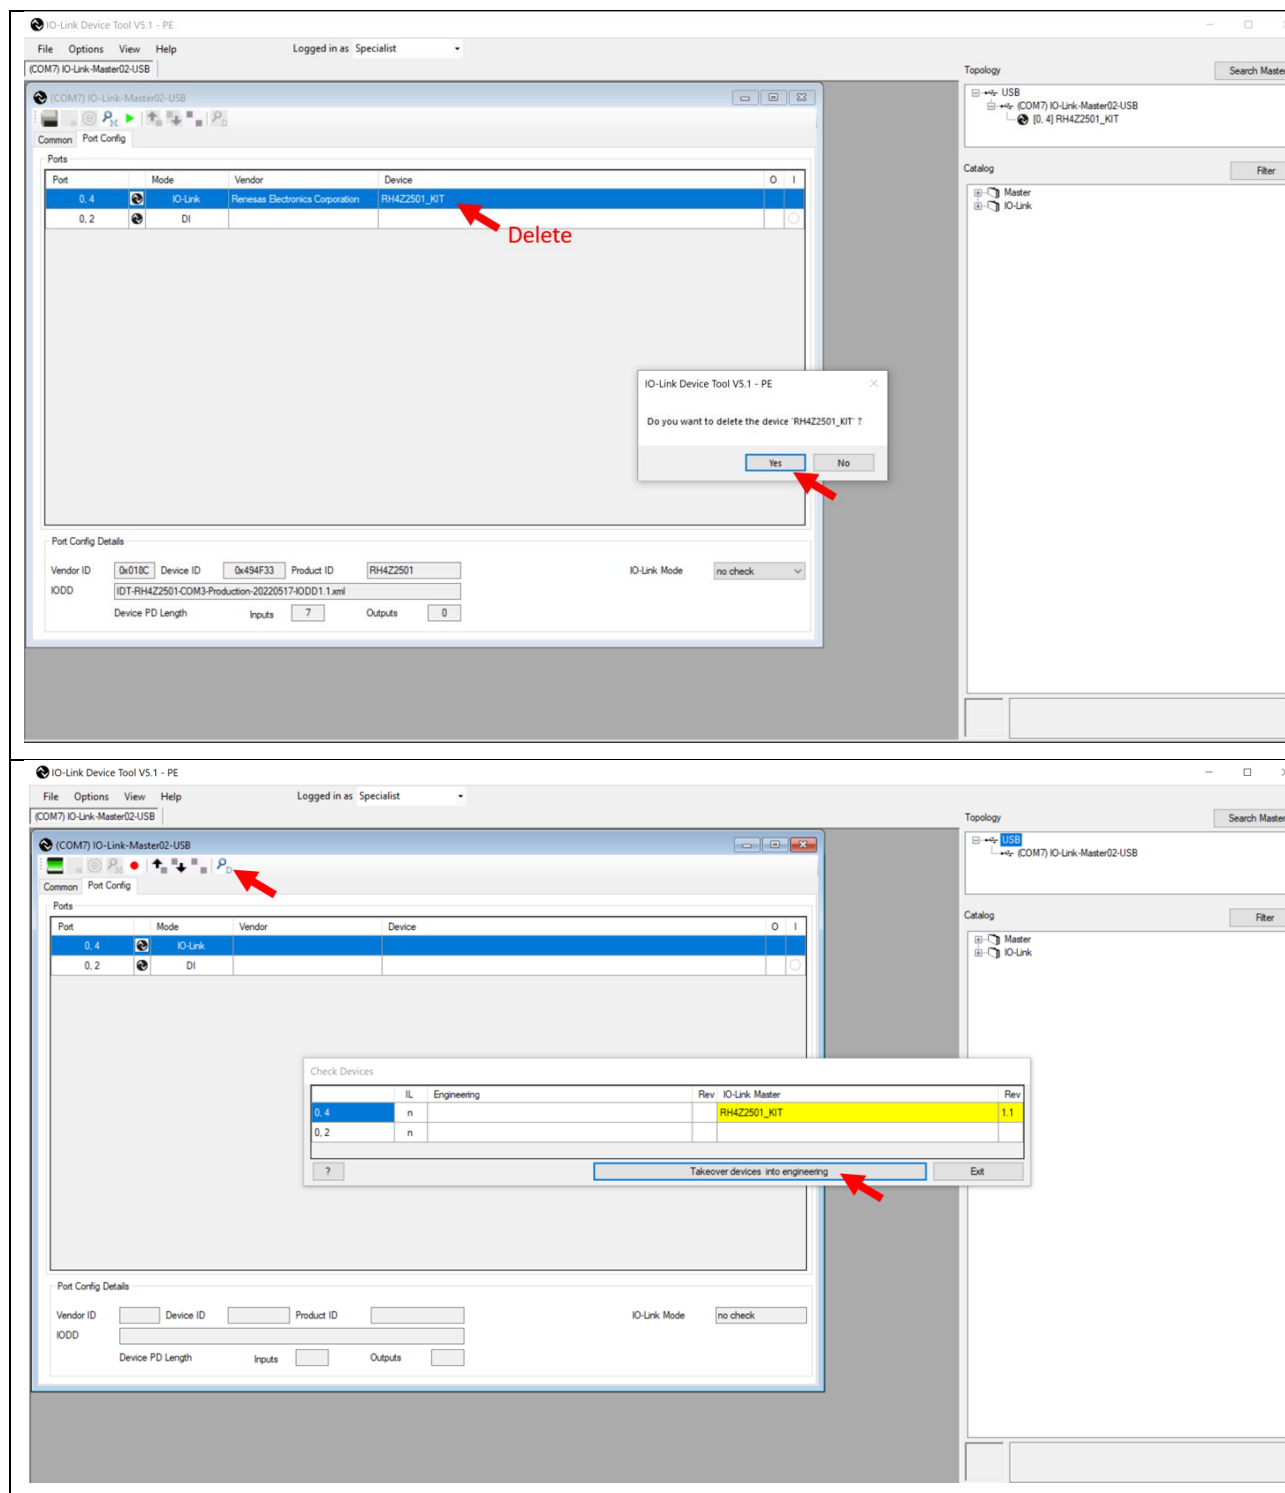 IO-Link Device Tool V5.1 - PE
File Options View Help Logged in as Specialist
(COM7) IO-Link-Master02-USB
Topology Search Master
USB
(COM7) IO-Link-Master02-USB
[0, 4] RH4Z2501_KIT
(COM7) IO-Link-Master02-USB
Common Port Config
Ports
Port Mode Vendor Device O I
0, 4 IO-Link Renesas Electronics Corporation RH4Z2501_KIT
0, 2 DI
Delete
Catalog Filter
Master
IO-Link
IO-Link Device Tool V5.1 - PE
Do you want to delete the device 'RH4Z2501_KIT' ?
Yes No
Port Config Details
Vendor ID 0x018C Device ID 0x494F33 Product ID RH4Z2501 IO-Link Mode no check
IODD IDT-RH4Z2501-COM3-Production-20220517-IODD1.1.xml
Device PD Length Inputs 7 Outputs 0
IO-Link Device Tool V5.1 - PE
File Options View Help Logged in as Specialist
(COM7) IO-Link-Master02-USB
Topology Search Master
USB
(COM7) IO-Link-Master02-USB
(COM7) IO-Link-Master02-USB
Common Port Config
Ports
Port Mode Vendor Device O I
0, 4 IO-Link
0, 2 DI
Catalog Filter
Master
IO-Link
Check Devices
IL Engineering Rev IO-Link Master Rev
0, 4 n RH4Z2501_KIT 1.1
0, 2 n
? Takeover devices into engineering Exit
Port Config Details
Vendor ID Device ID Product ID IO-Link Mode no check
IODD
Device PD Length Inputs Outputs